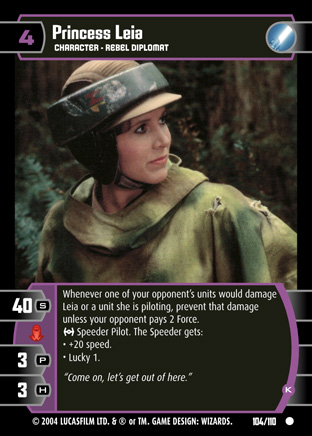 4
Princess Leia
CHARACTER • REBEL DIPLOMAT
40 S
3 P
3 H
Whenever one of your opponent's units would damage
Leia or a unit she is piloting, prevent that damage
unless your opponent pays 2 Force.
Speeder Pilot. The Speeder gets:
• +20 speed.
• Lucky 1.
"Come on, let's get out of here."
K
© 2004 LUCASFILM LTD. & ® or TM. GAME DESIGN: WIZARDS.
104/110